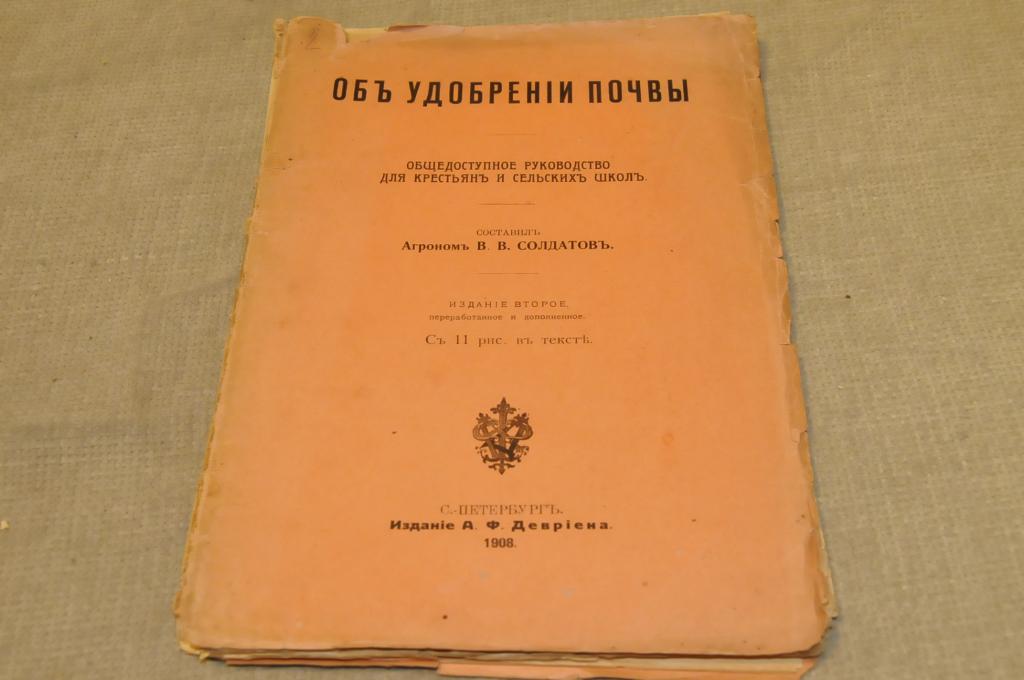 2
ОБЪ УДОБРЕНІИ ПОЧВЫ
ОБЩЕДОСТУПНОЕ РУКОВОДСТВО
ДЛЯ КРЕСТЬЯНЪ И СЕЛЬСКИХЪ ШКОЛЪ.
СОСТАВИЛЪ
Агрономъ В. В. СОЛДАТОВЪ.
ИЗДАНІЕ ВТОРОЕ,
переработанное и дополненное.
Съ 11 рис. въ текстѣ.
С.-ПЕТЕРБУРГЪ.
Изданіе А. Ф. Девріена.
1908.